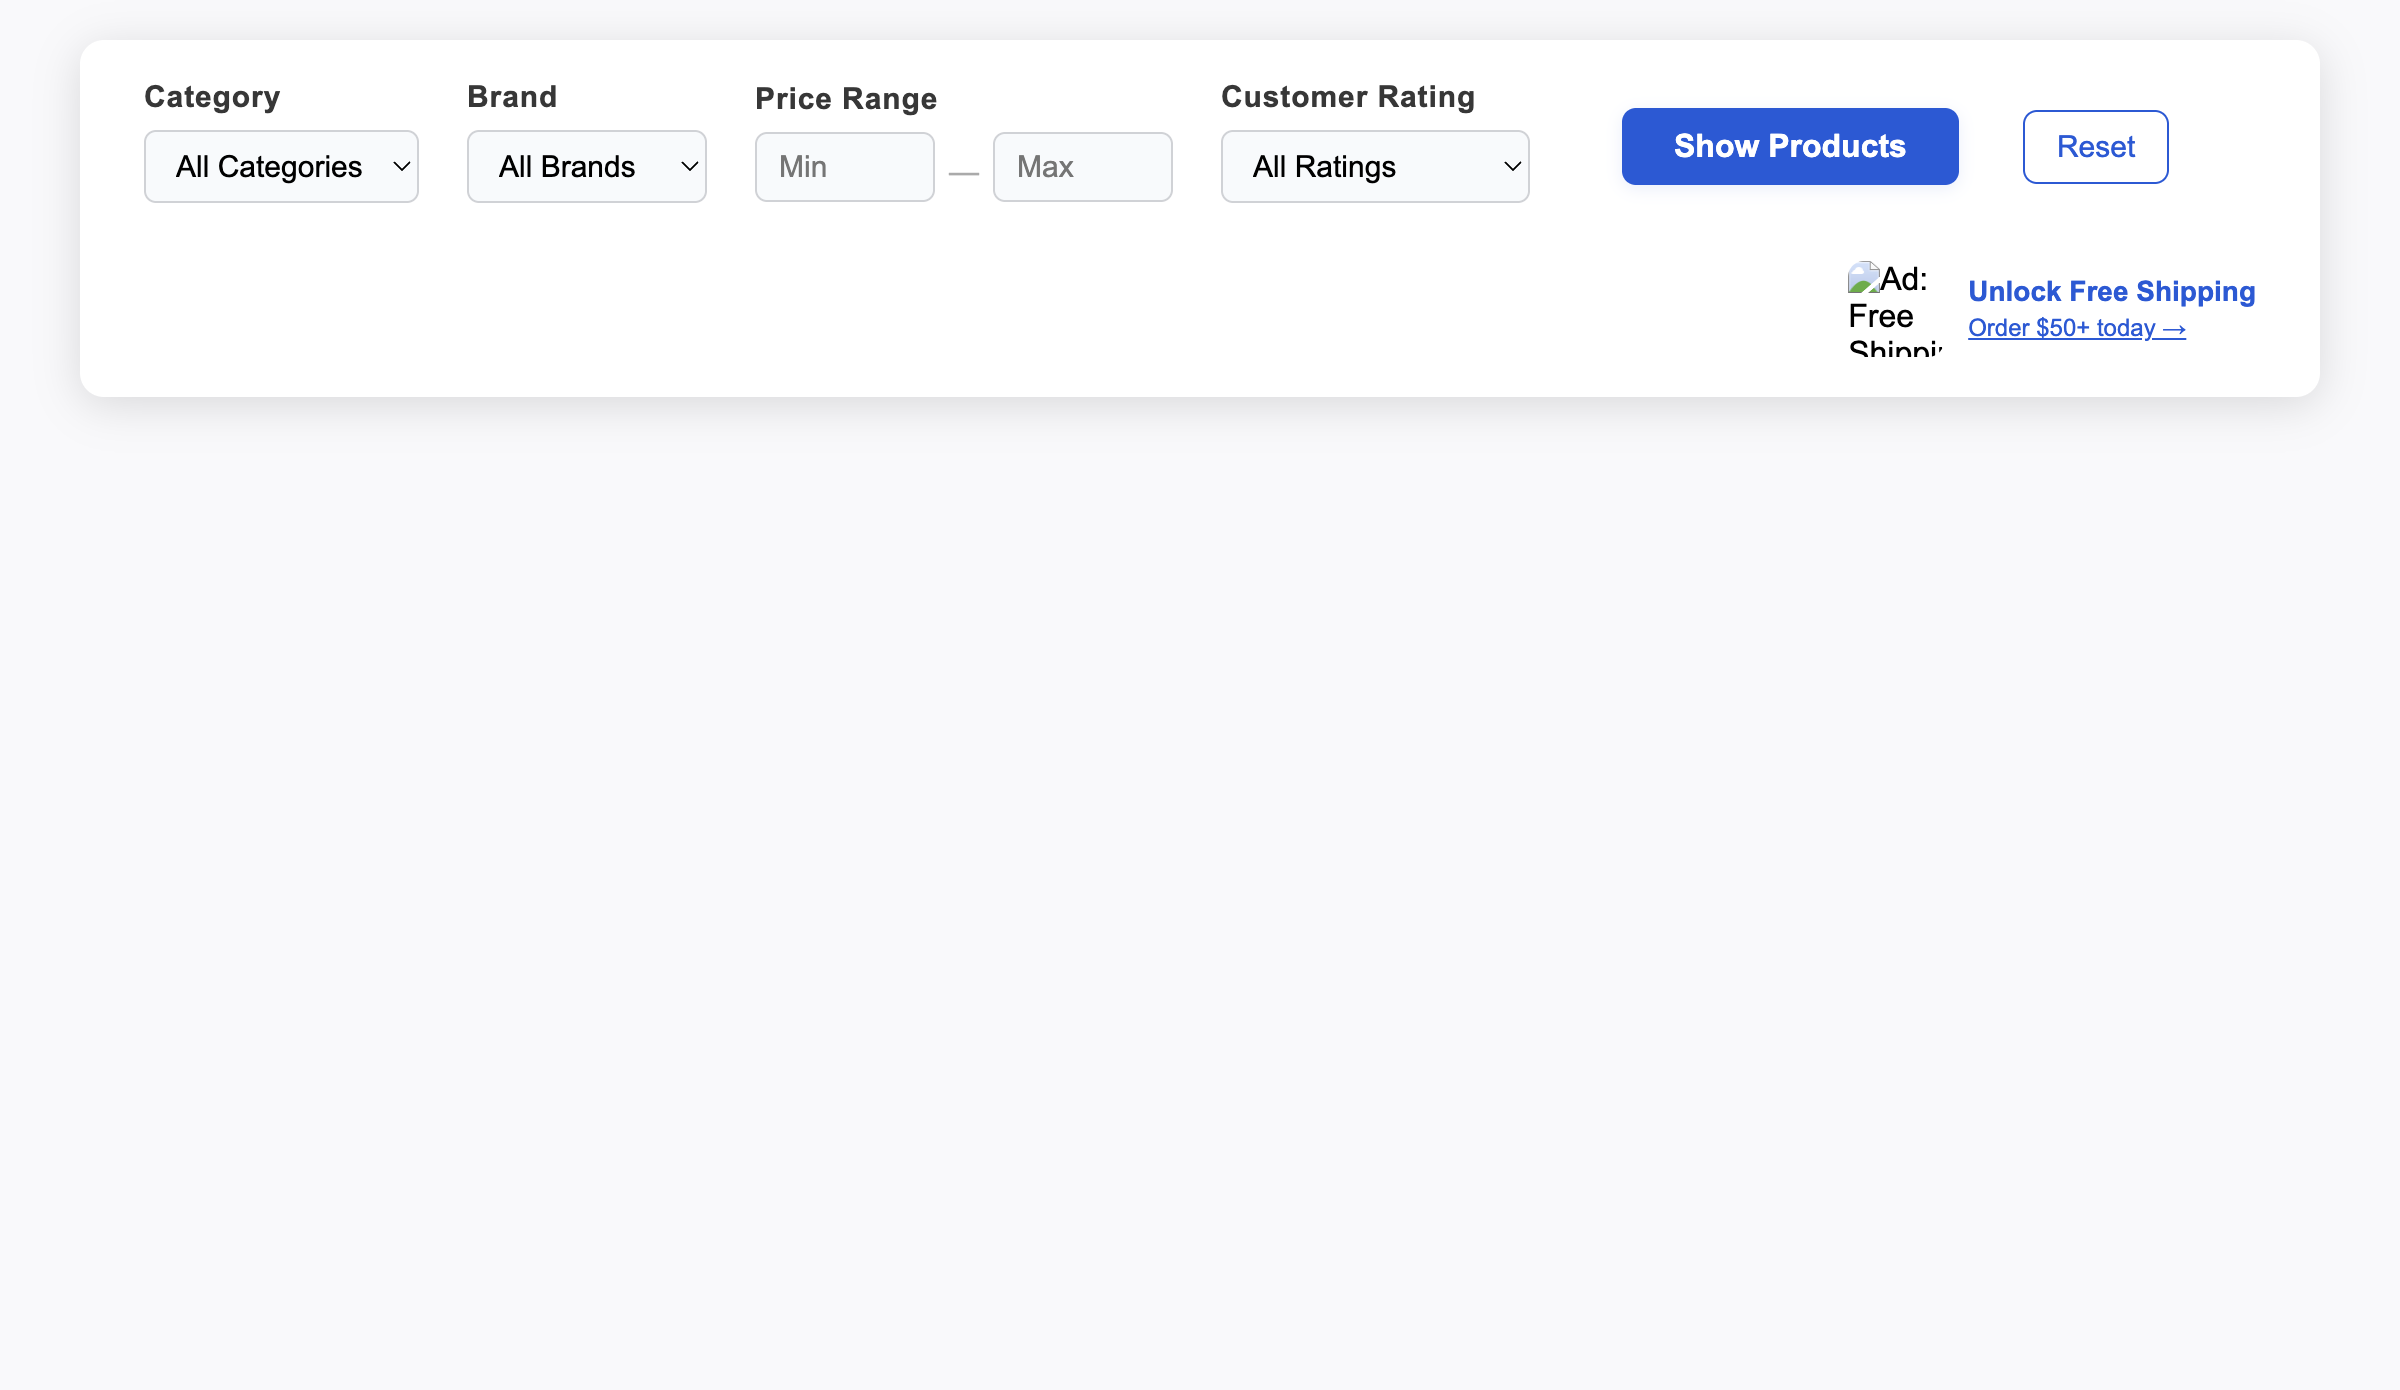 Category
Brand
Price Range
Customer Rating
All Categories
All Brands
Min
—
Max
All Ratings
Show Products
Reset
Ad:
Free
Shippi
Unlock Free Shipping
Order $50+ today →